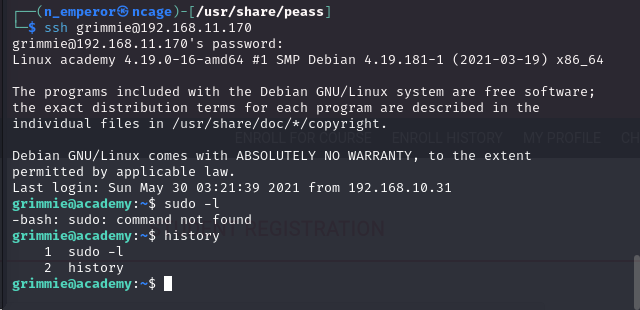 ┌──(n_emperor㉿ncage)-[/usr/share/peass]
└─$ ssh grimmie@192.168.11.170
grimmie@192.168.11.170's password:
Linux academy 4.19.0-16-amd64 #1 SMP Debian 4.19.181-1 (2021-03-19) x86_64

The programs included with the Debian GNU/Linux system are free software;
the exact distribution terms for each program are described in the
individual files in /usr/share/doc/*/copyright.
ENROLL FOR COURSE ENROLL HISTORY MY PROFILE CH

Debian GNU/Linux comes with ABSOLUTELY NO WARRANTY, to the extent
permitted by applicable law.
Last login: Sun May 30 03:21:39 2021 from 192.168.10.31
grimmie@academy:~$ sudo -l
-bash: sudo: command not found
REGISTRATION
grimmie@academy:~$ history
    1  sudo -l
    2  history
grimmie@academy:~$